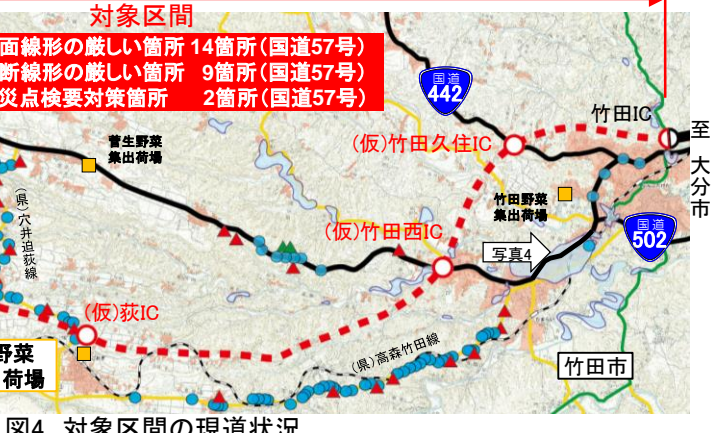 対象区間
面線形の厳しい箇所 14箇所(国道57号)
断線形の厳しい箇所 9箇所(国道57号)
災点検要対策箇所 2箇所(国道57号)
国道
442
竹田IC
至 大分市
(仮)竹田久住IC
菅生野菜
集出荷場
竹田野菜
集出荷場
(県)穴井迫荻線
(仮)竹田西IC
写真4
国道
502
(仮)荻IC
野菜
荷場
(県)高森竹田線
竹田市
図4 対象区間の現道状況